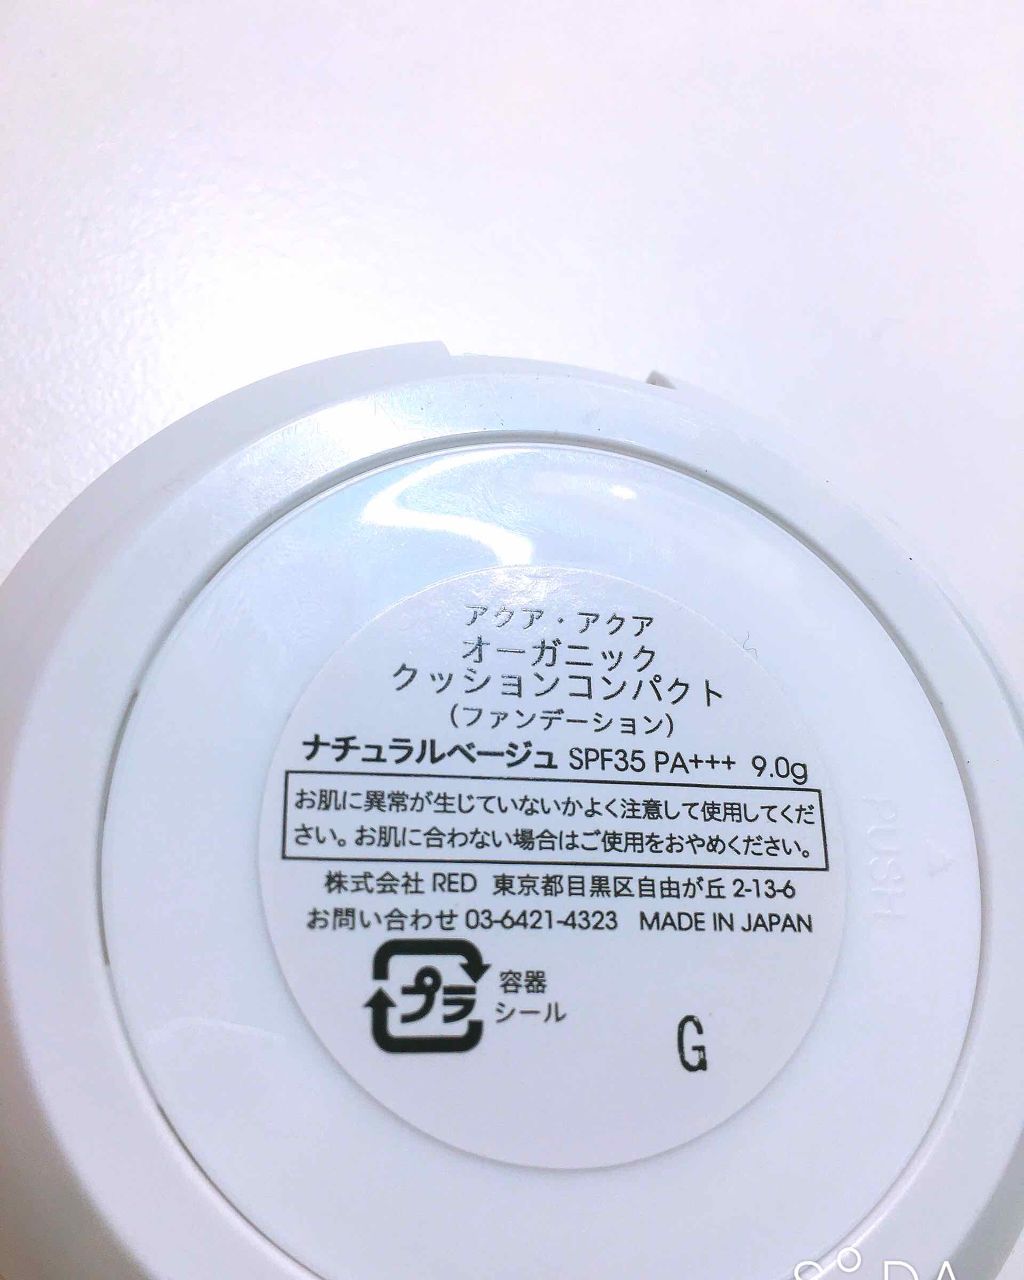 アクア・アクア
オーガニック
クッションコンパクト
(ファンデーション)
ナチュラルベージュ SPF35 PA+++ 9.0g
お肌に異常が生じていないかよく注意して使用してくだ
さい。お肌に合わない場合はご使用をおやめください。
株式会社 RED 東京都目黒区自由が丘 2-13-6
お問い合わせ 03-6421-4323 MADE IN JAPAN
プラ
容器
シール
G
PUSH